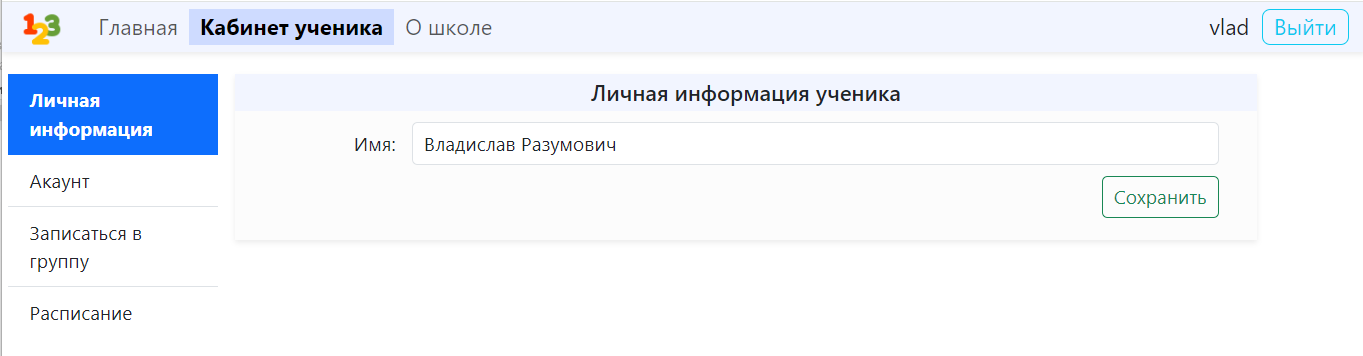 123 Главная Кабинет ученика О школе vlad Выйти
Личная
информация
Акаунт
Записаться в
группу
Расписание
Личная информация ученика
Имя: Владислав Разумович
Сохранить